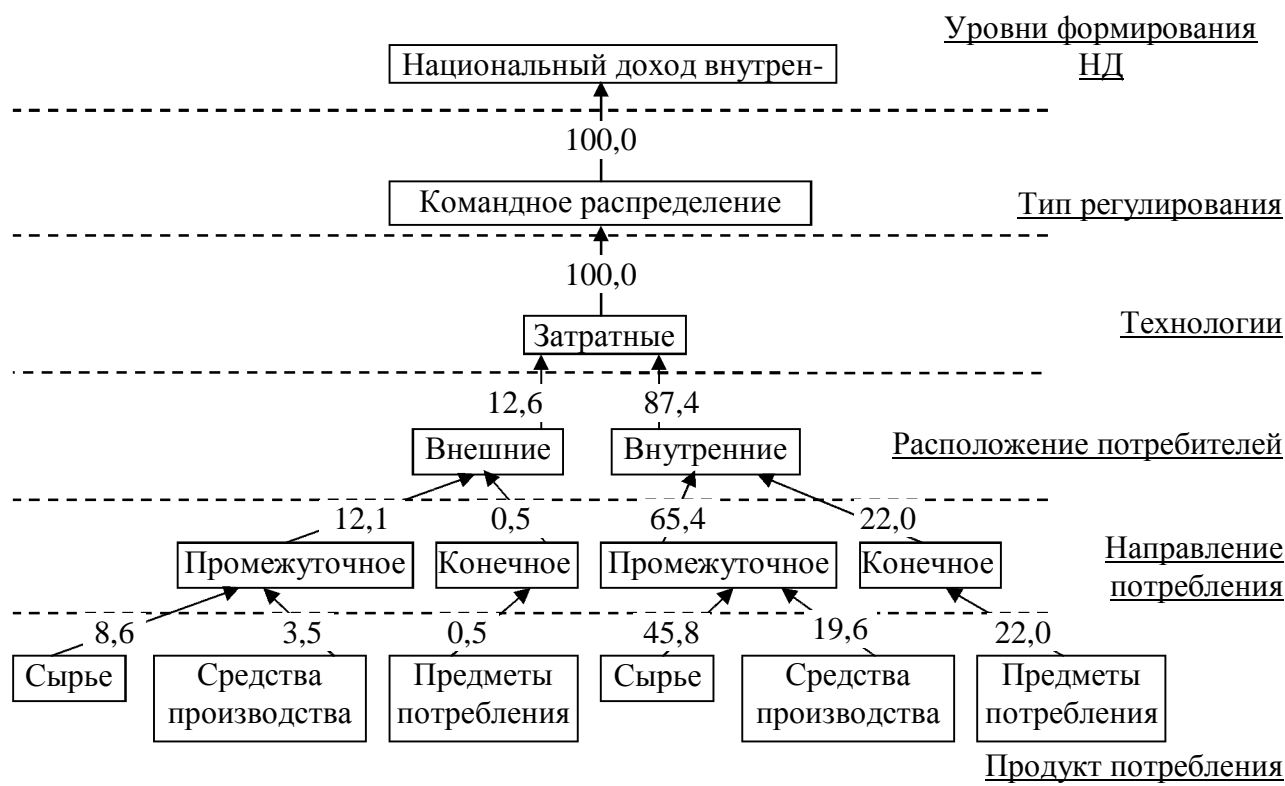 Уровни формирования
НД
Национальный доход внутрен-
100,0
Командное распределение
Тип регулирования
100,0
Затратные
Технологии
12,6 87,4
Внешние Внутренние
Расположение потребителей
12,1 0,5 65,4 22,0
Промежуточное Конечное Промежуточное Конечное
Направление
потребления
8,6 3,5 0,5 45,8 19,6 22,0
Сырье Средства Предметы Сырье Средства Предметы
производства потребления производства потребления
Продукт потребления